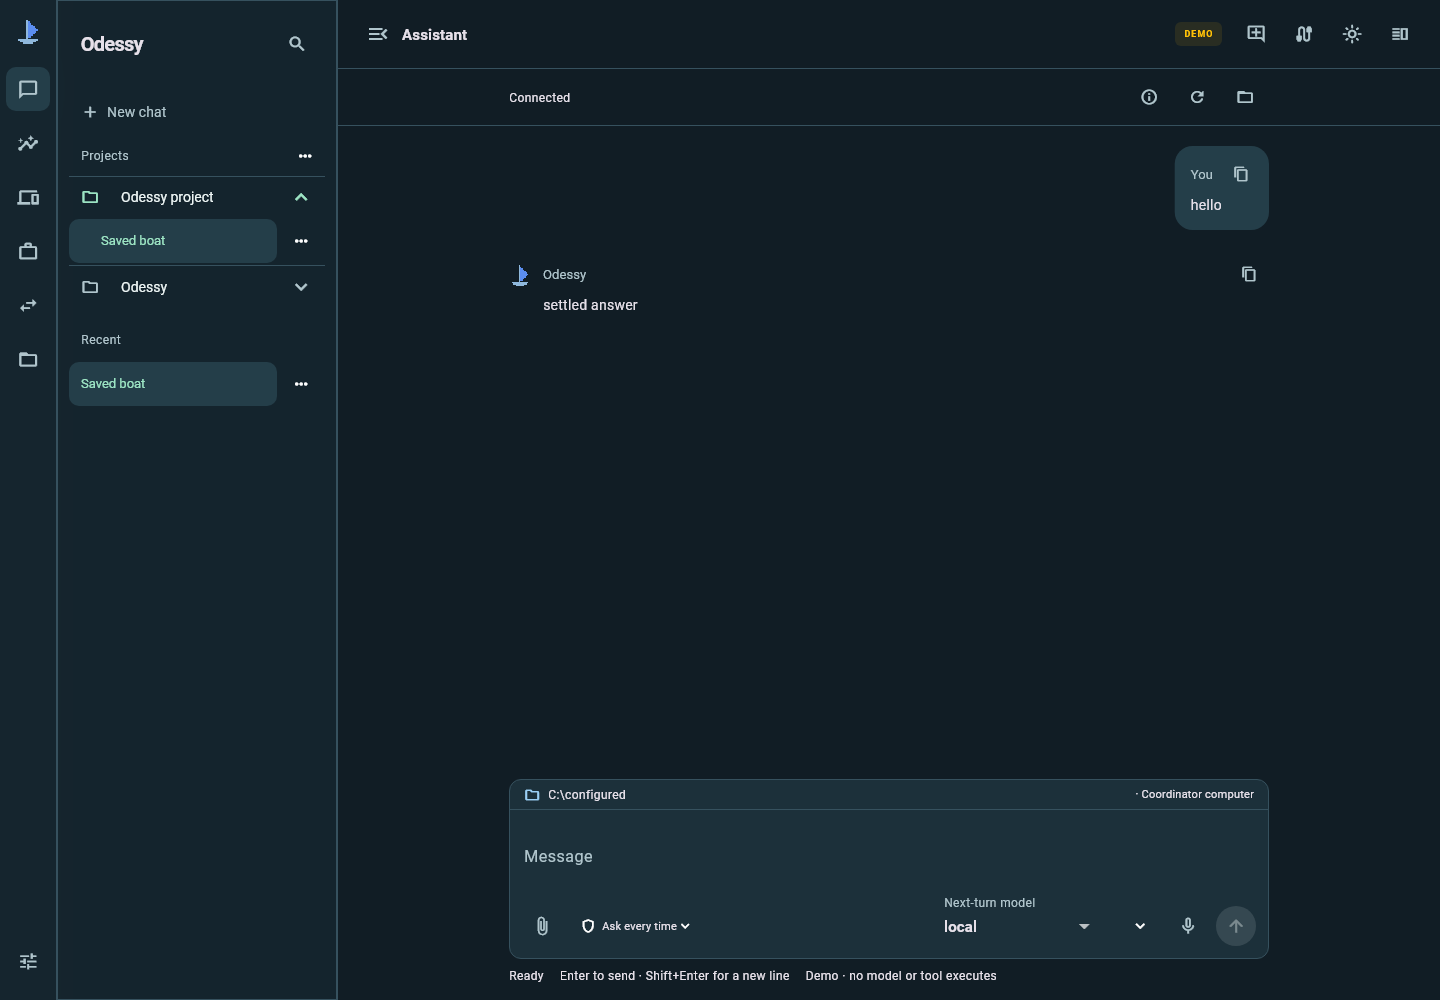 Odessy
New chat
Projects
Odessy project
Saved boat
Odessy
Recent
Saved boat
Assistant
DEMO
Connected
You
hello
Odessy
settled answer
C:\configured
· Coordinator computer
Message
Next-turn model
Ask every time
local
Ready Enter to send · Shift+Enter for a new line Demo · no model or tool executes